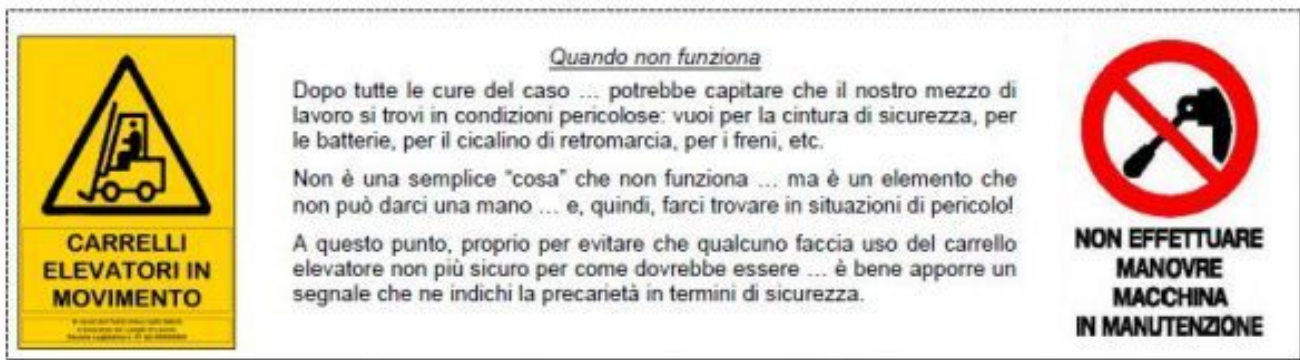 CARRELLI
ELEVATORI IN
MOVIMENTO
Quando non funziona
Dopo tutte le cure del caso … potrebbe capitare che il nostro mezzo di
lavoro si trovi in condizioni pericolose: vuoi per la cintura di sicurezza, per
le batterie, per il cicalino di retromarcia, per i freni, etc.
Non è una semplice “cosa” che non funziona … ma è un elemento che
non può darci una mano … e, quindi, farci trovare in situazioni di pericolo!
A questo punto, proprio per evitare che qualcuno faccia uso del carrello
elevatore non più sicuro per come dovrebbe essere … è bene apporre un
segnale che ne indichi la precarietà in termini di sicurezza.
NON EFFETTUARE
MANOVRE
MACCHINA
IN MANUTENZIONE